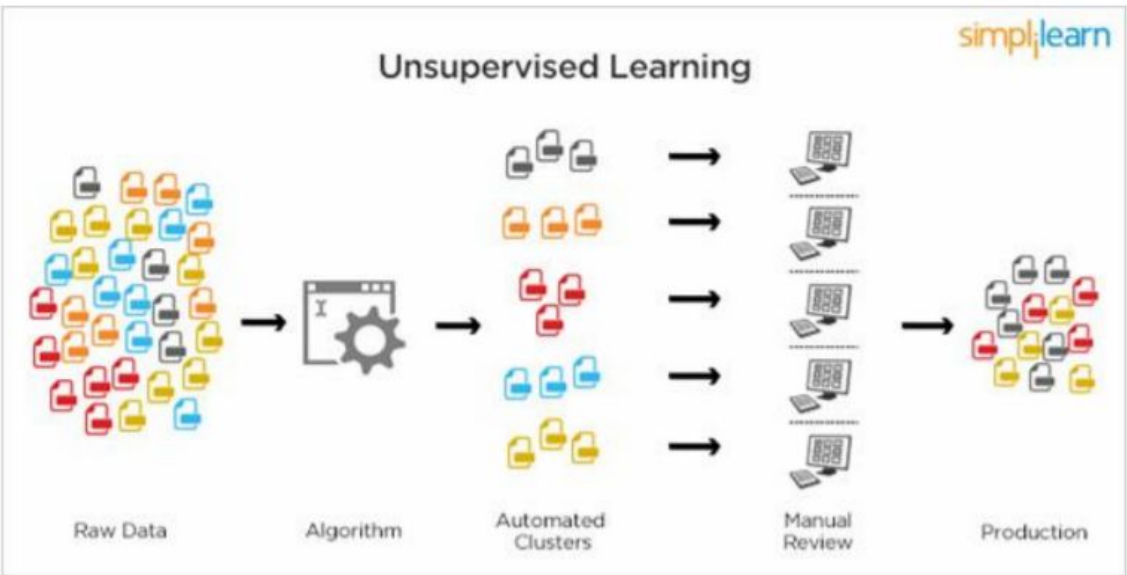 simplilearn
Unsupervised Learning
Raw Data
Algorithm
Automated
Clusters
Manual
Review
Production